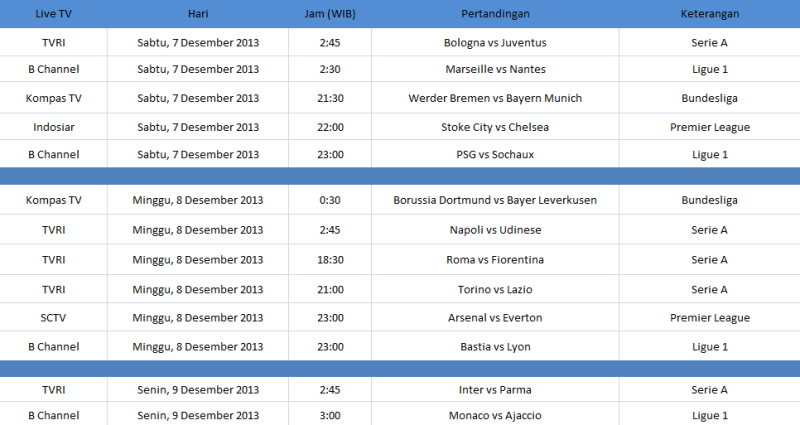 Live TV Hari Jam (WIB) Pertandingan Keterangan
TVRI Sabtu, 7 Desember 2013 2:45 Bologna vs Juventus Serie A
B Channel Sabtu, 7 Desember 2013 2:30 Marseille vs Nantes Ligue 1
Kompas TV Sabtu, 7 Desember 2013 21:30 Werder Bremen vs Bayern Munich Bundesliga
Indosiar Sabtu, 7 Desember 2013 22:00 Stoke City vs Chelsea Premier League
B Channel Sabtu, 7 Desember 2013 23:00 PSG vs Sochaux Ligue 1
Kompas TV Minggu, 8 Desember 2013 0:30 Borussia Dortmund vs Bayer Leverkusen Bundesliga
TVRI Minggu, 8 Desember 2013 2:45 Napoli vs Udinese Serie A
TVRI Minggu, 8 Desember 2013 18:30 Roma vs Fiorentina Serie A
TVRI Minggu, 8 Desember 2013 21:00 Torino vs Lazio Serie A
SCTV Minggu, 8 Desember 2013 23:00 Arsenal vs Everton Premier League
B Channel Minggu, 8 Desember 2013 23:00 Bastia vs Lyon Ligue 1
TVRI Senin, 9 Desember 2013 2:45 Inter vs Parma Serie A
B Channel Senin, 9 Desember 2013 3:00 Monaco vs Ajaccio Ligue 1